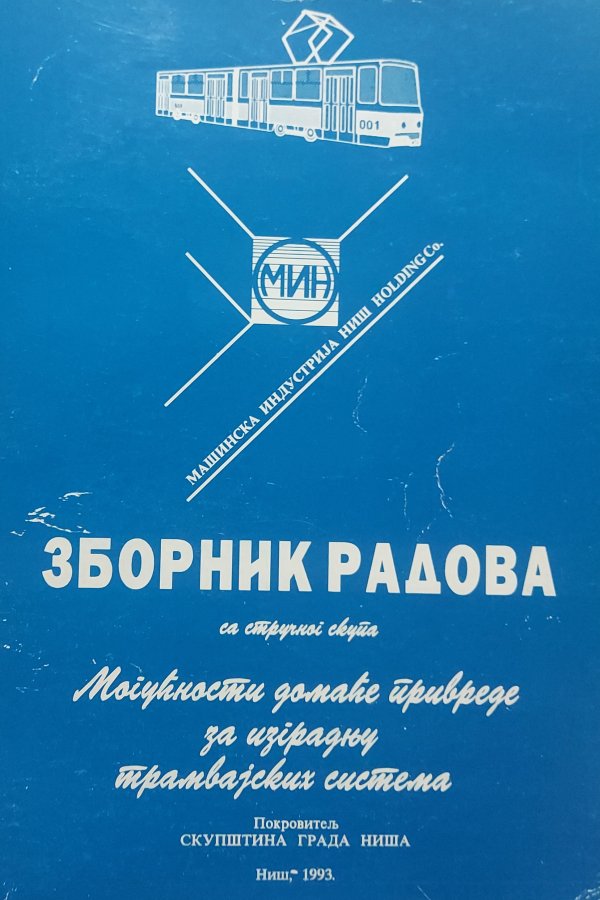 001
МИН
МАШИНСКА ИНДУСТРИЈА НИШ HOLDING Co.
ЗБОРНИК РАДОВА
са стручног скупа
Могућности домаће привреде
за изградњу
трамвајских система
Покровитељ
СКУПШТИНА ГРАДА НИША
Ниш, 1993.